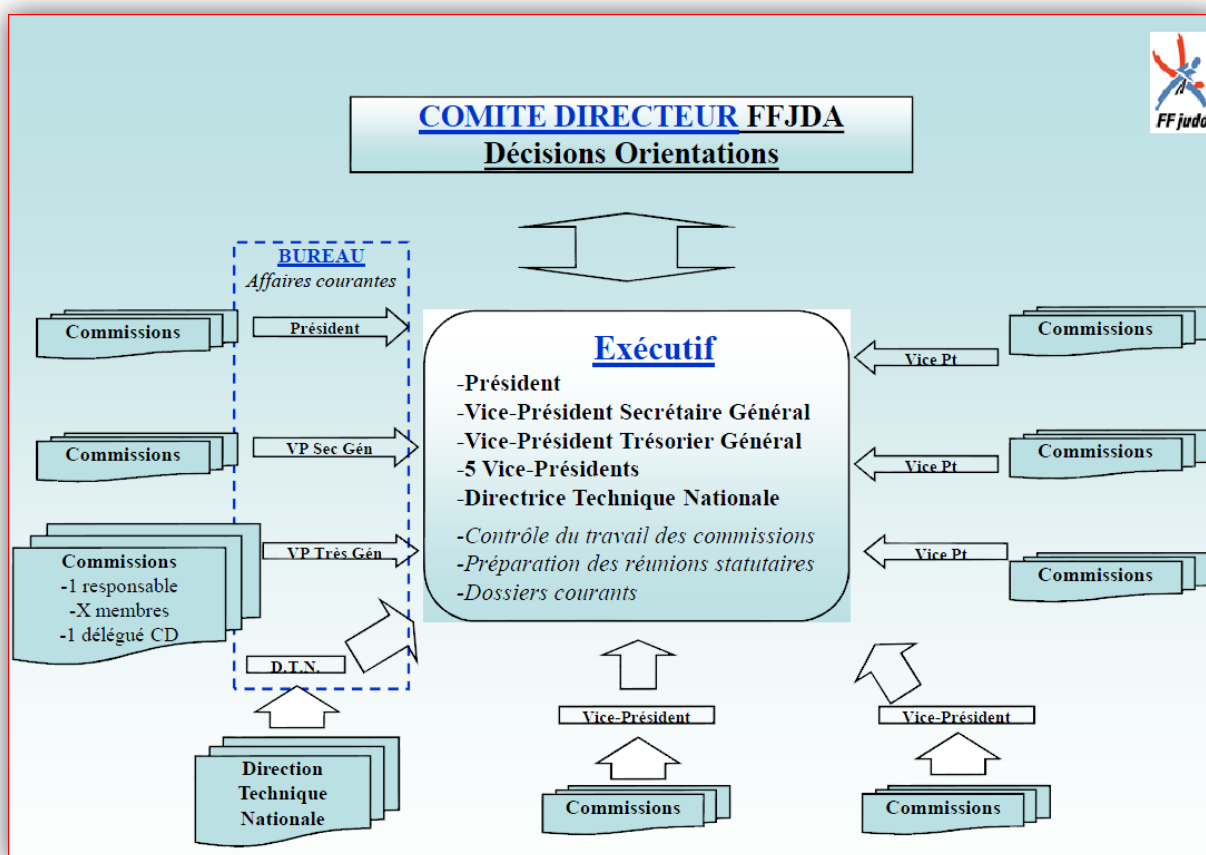 FF judo
COMITE DIRECTEUR FFJDA
Décisions Orientations
BUREAU
Affaires courantes
Commissions
Président
Commissions
VP Sec Gén
Commissions
-1 responsable
-X membres
-1 délégué CD
VP Très Gén
D.T.N.
Direction
Technique
Nationale
Exécutif
-Président
-Vice-Président Secrétaire Général
-Vice-Président Trésorier Général
-5 Vice-Présidents
-Directrice Technique Nationale
-Contrôle du travail des commissions
-Préparation des réunions statutaires
-Dossiers courants
Vice Pt
Commissions
Vice Pt
Commissions
Vice Pt
Commissions
Vice-Président
Commissions
Vice-Président
Commissions